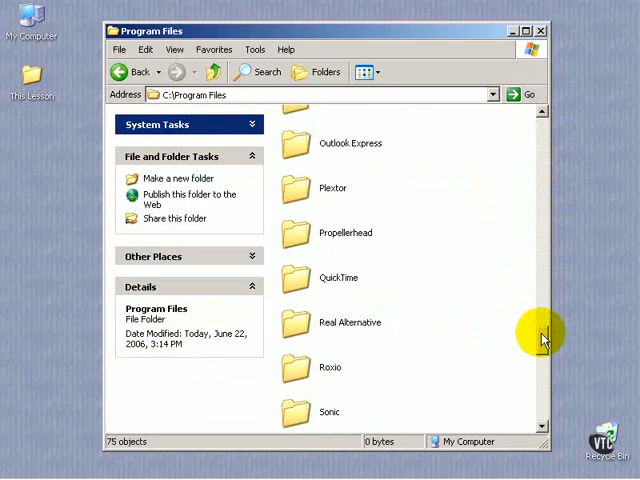 My Computer
This Lesson
Program Files
File Edit View Favorites Tools Help
Back Search Folders
Address C:\Program Files Go
System Tasks
File and Folder Tasks
Make a new folder
Publish this folder to the
Web
Share this folder
Other Places
Details
Program Files
File Folder
Date Modified: Today, June 22,
2006, 3:14 PM
Outlook Express
Plextor
Propellerhead
QuickTime
Real Alternative
Roxio
Sonic
75 objects 0 bytes My Computer
VTC
Recycle Bin